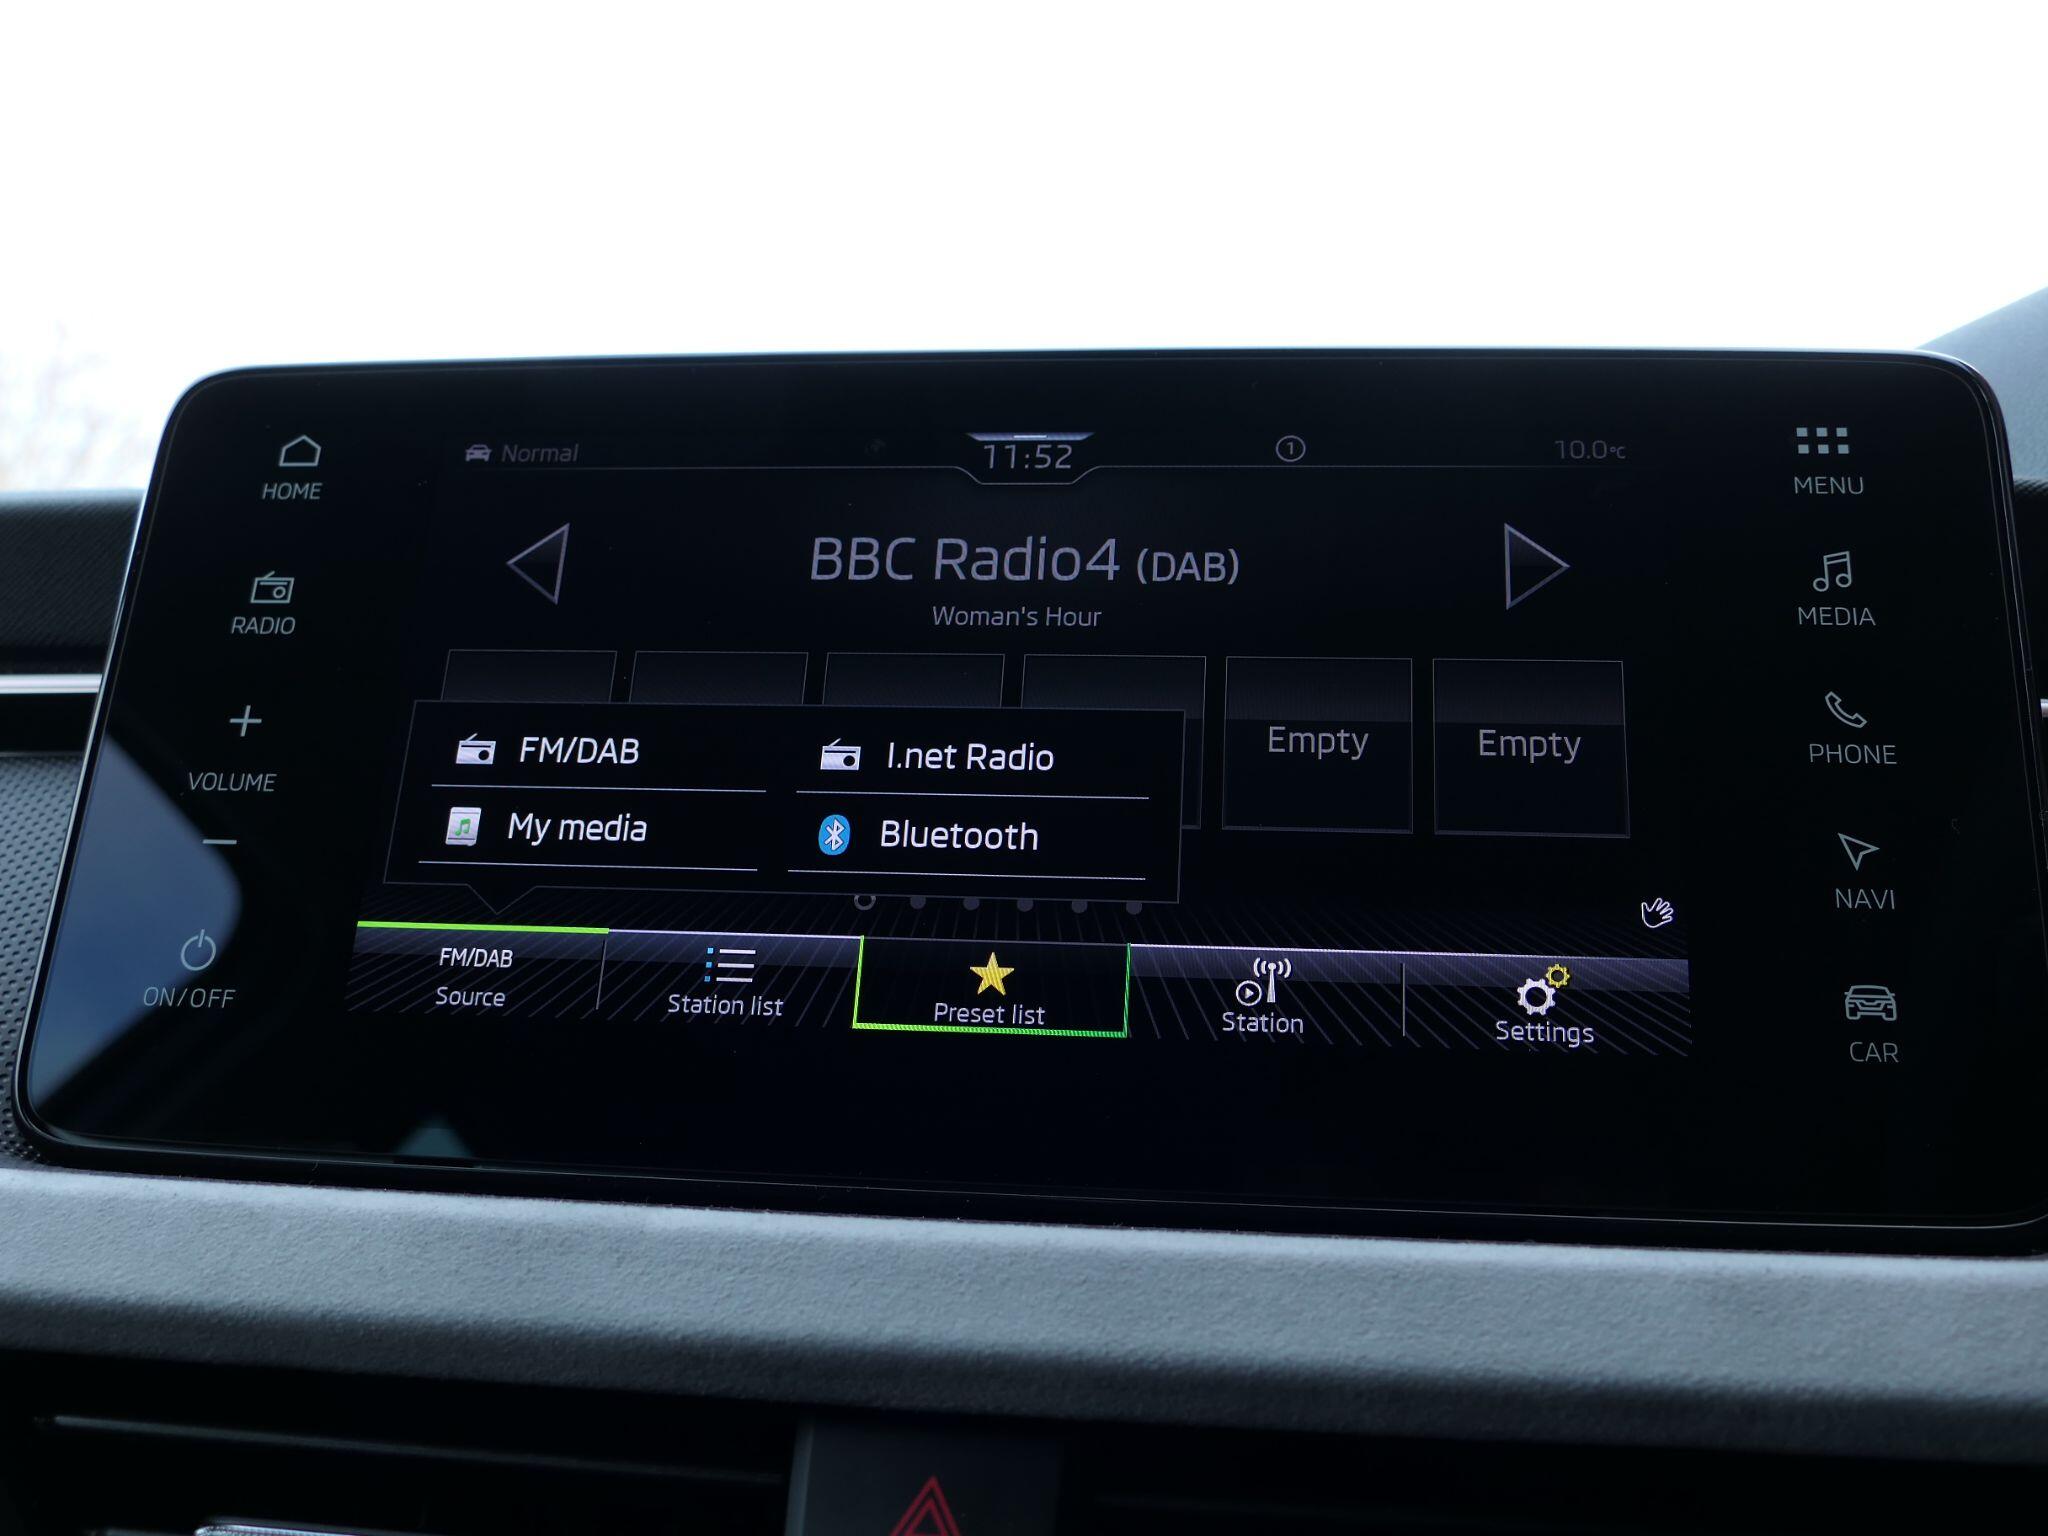 HOME
RADIO
VOLUME
ON/OFF
Normal
11:52
1
10.0°C
BBC Radio4 (DAB)
Woman's Hour
Empty
Empty
FM/DAB
I.net Radio
My media
Bluetooth
FM/DAB
Source
Station list
Preset list
Station
Settings
MENU
MEDIA
PHONE
NAVI
CAR